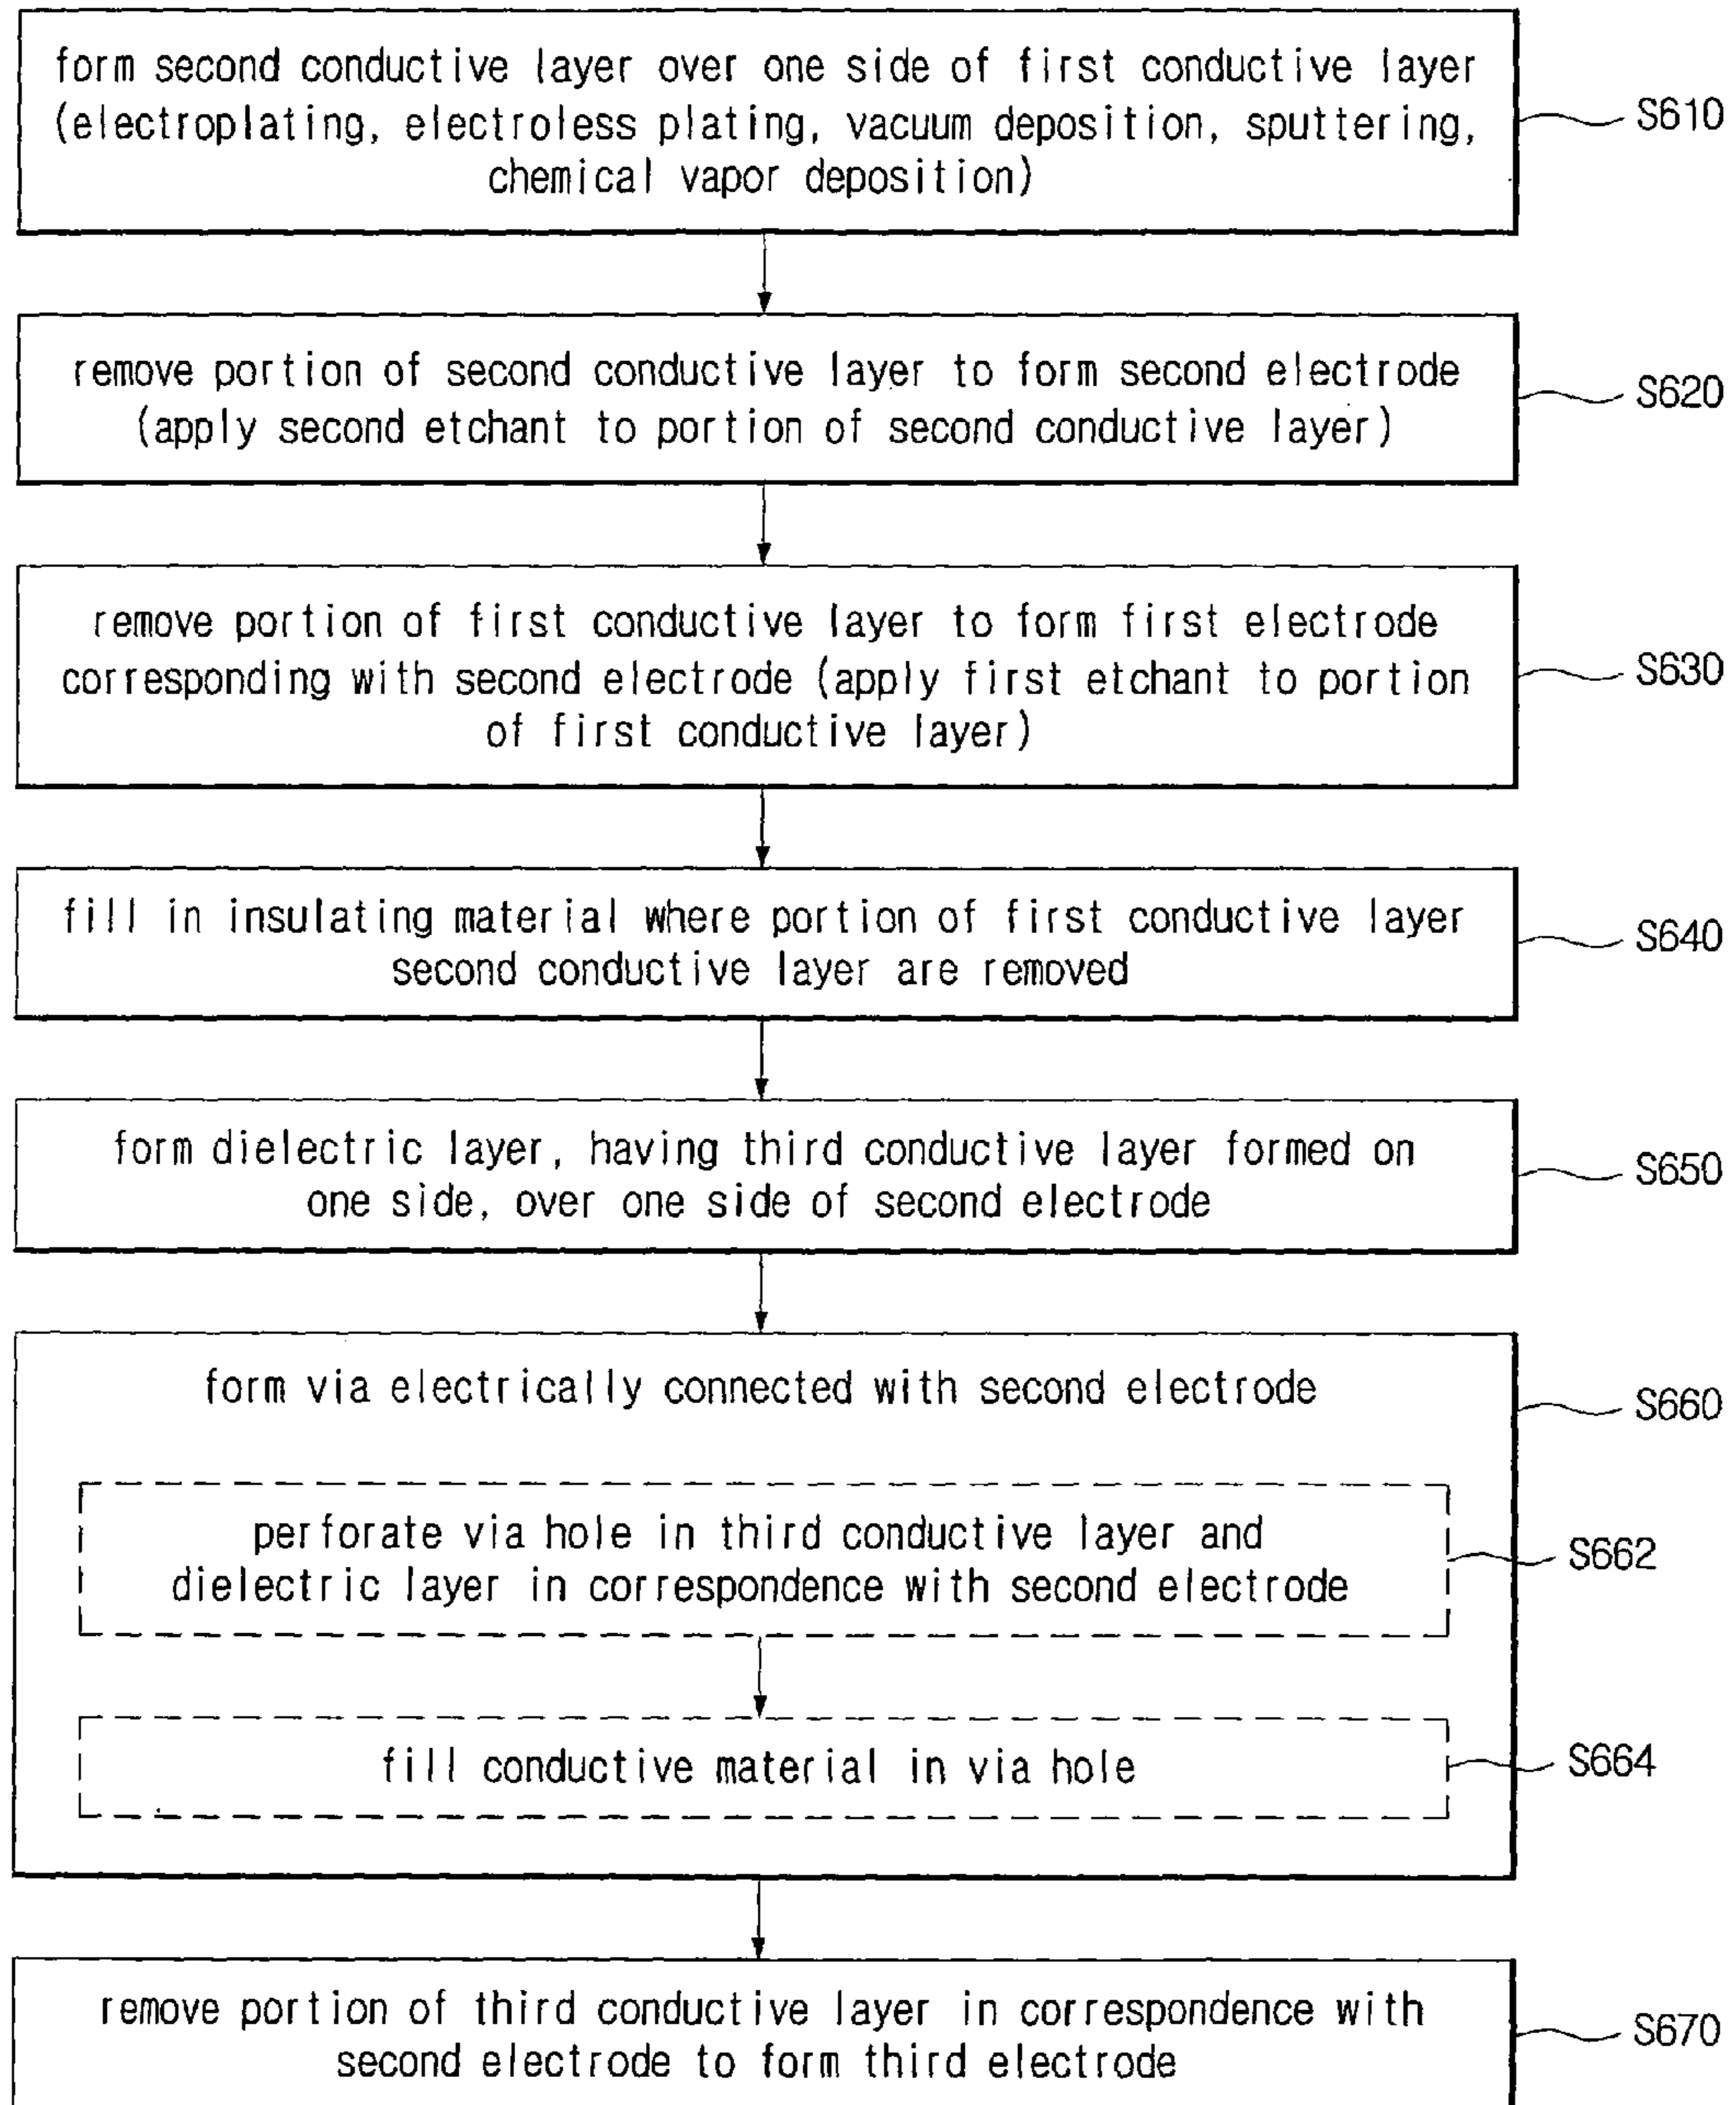 form second conductive layer over one side of first conductive layer
(electroplating, electroless plating, vacuum deposition, sputtering,
chemical vapor deposition)
S610
remove portion of second conductive layer to form second electrode
(apply second etchant to portion of second conductive layer)
S620
remove portion of first conductive layer to form first electrode
corresponding with second electrode (apply first etchant to portion
of first conductive layer)
S630
fill in insulating material where portion of first conductive layer
second conductive layer are removed
S640
form dielectric layer, having third conductive layer formed on
one side, over one side of second electrode
S650
form via electrically connected with second electrode
S660
perforate via hole in third conductive layer and
dielectric layer in correspondence with second electrode
S662
fill conductive material in via hole
S664
remove portion of third conductive layer in correspondence with
second electrode to form third electrode
S670